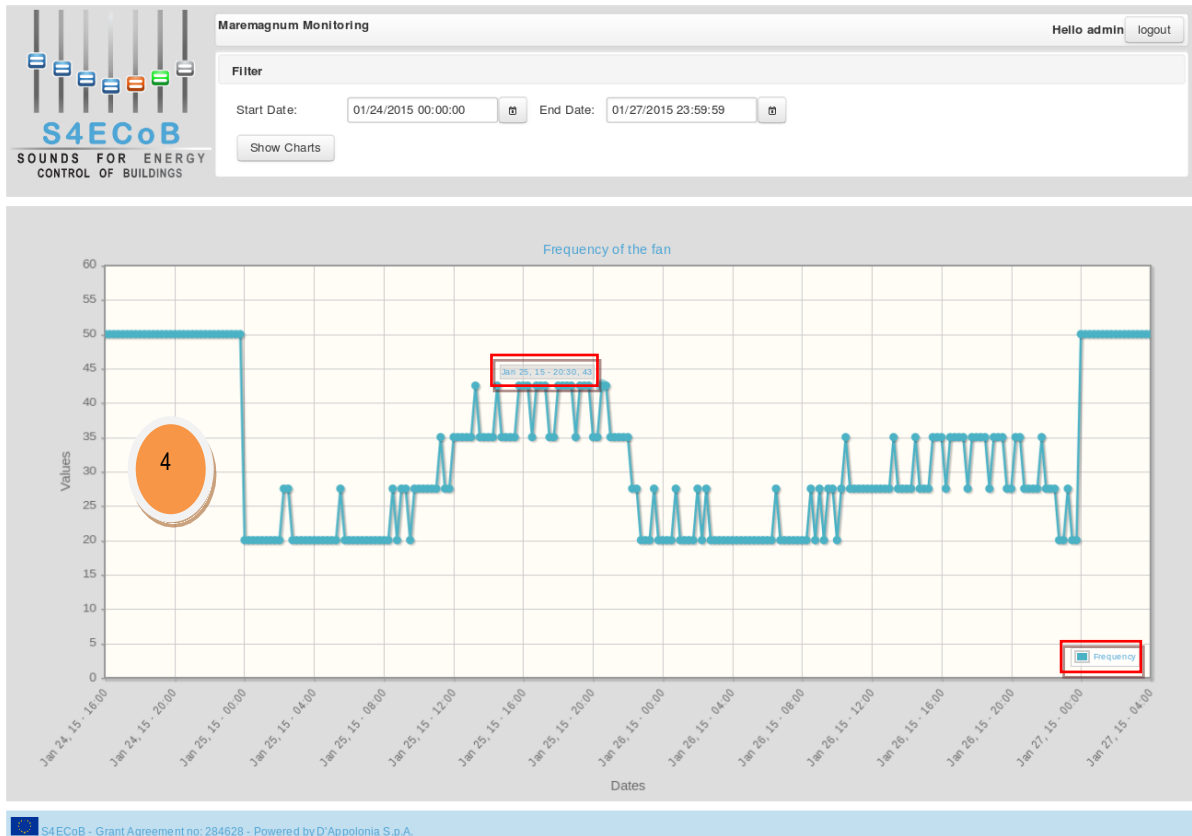 Maremagnum Monitoring
Hello admin logout
Filter
Start Date: 01/24/2015 00:00:00 End Date: 01/27/2015 23:59:59
Show Charts
S4ECoB
SOUNDS FOR ENERGY
CONTROL OF BUILDINGS
Frequency of the fan
60
55
50
45
40
35
30
25
20
15
10
5
0
Values
Jan 25, 15 - 20:30, 43
4
Frequency
Jan 24, 15 - 16:00
Jan 24, 15 - 20:00
Jan 25, 15 - 00:00
Jan 25, 15 - 04:00
Jan 25, 15 - 08:00
Jan 25, 15 - 12:00
Jan 25, 15 - 16:00
Jan 25, 15 - 20:00
Jan 26, 15 - 00:00
Jan 26, 15 - 04:00
Jan 26, 15 - 08:00
Jan 26, 15 - 12:00
Jan 26, 15 - 16:00
Jan 26, 15 - 20:00
Jan 27, 15 - 00:00
Jan 27, 15 - 04:00
Dates
S4ECoB - Grant Agreement no: 284628 - Powered by D'Appolonia S.p.A.